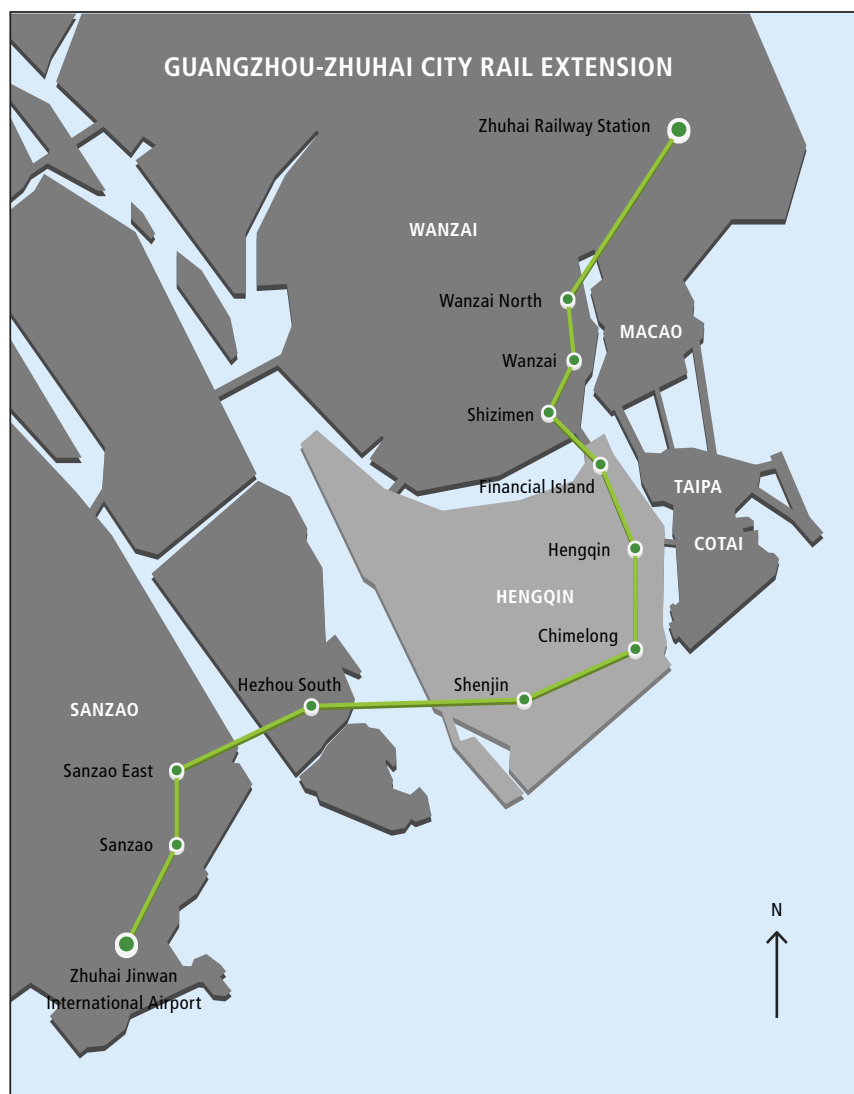 GUANGZHOU-ZHUHAI CITY RAIL EXTENSION
Zhuhai Railway Station
WANZAI
Wanzai North
MACAO
Wanzai
Shizimen
Financial Island
TAIPA
Hengqin
COTAI
HENGQIN
Chimelong
Hezhou South
Shenjin
SANZAO
Sanzao East
Sanzao
N
Zhuhai Jinwan
International Airport